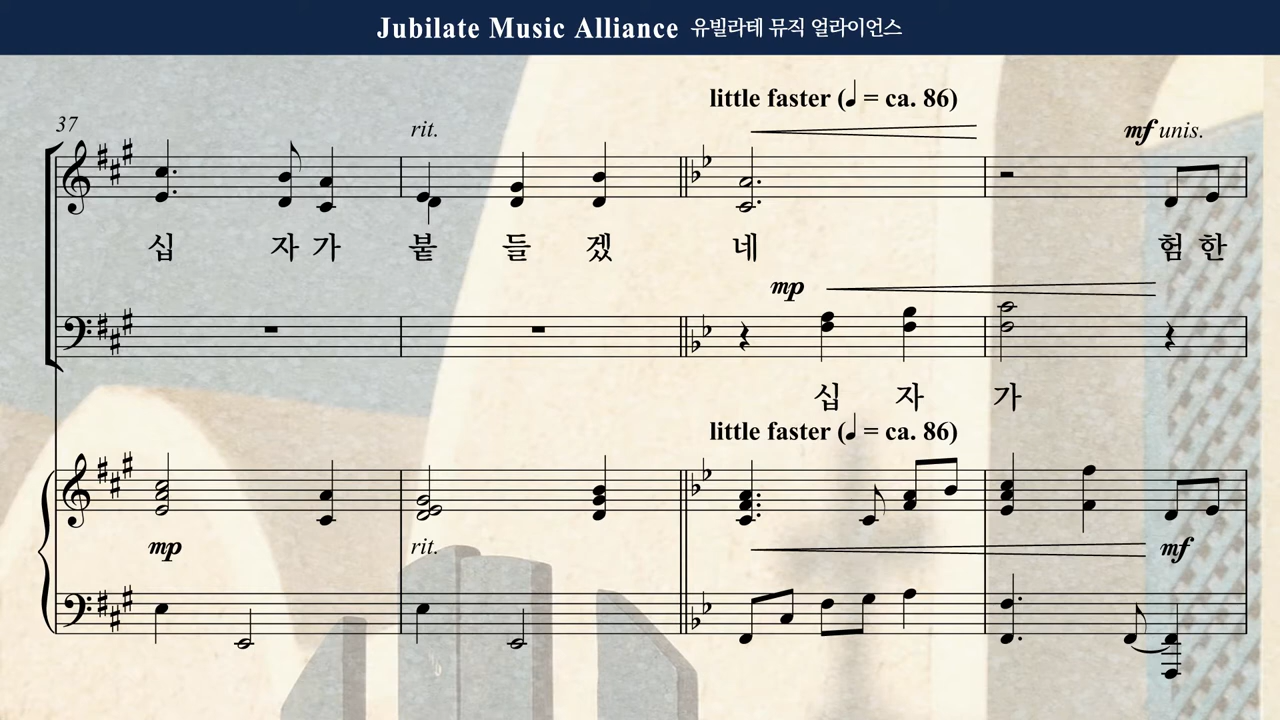 Jubilate Music Alliance 유빌라테 뮤직 얼라이언스
little faster (♩ = ca. 86)
37
rit.
mf unis.
십 자 가 붙 들 겠 네 험 한
mp
십 자 가
little faster (♩ = ca. 86)
mp rit. mf